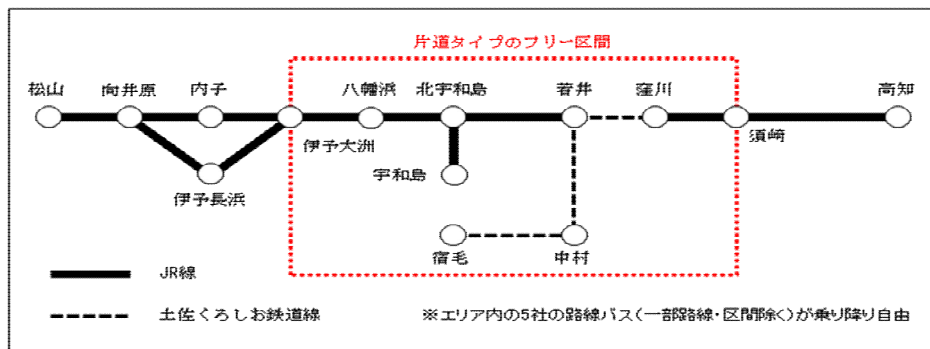 片道タイプのフリー区間
松山 向井原 内子 八幡浜 北宇和島 若井 窪川 高知
伊予大洲 須崎
伊予長浜 宇和島
宿毛 中村
JR線
土佐くろしお鉄道線 ※エリア内の5社の路線バス(一部路線・区間除く)が乗り降り自由